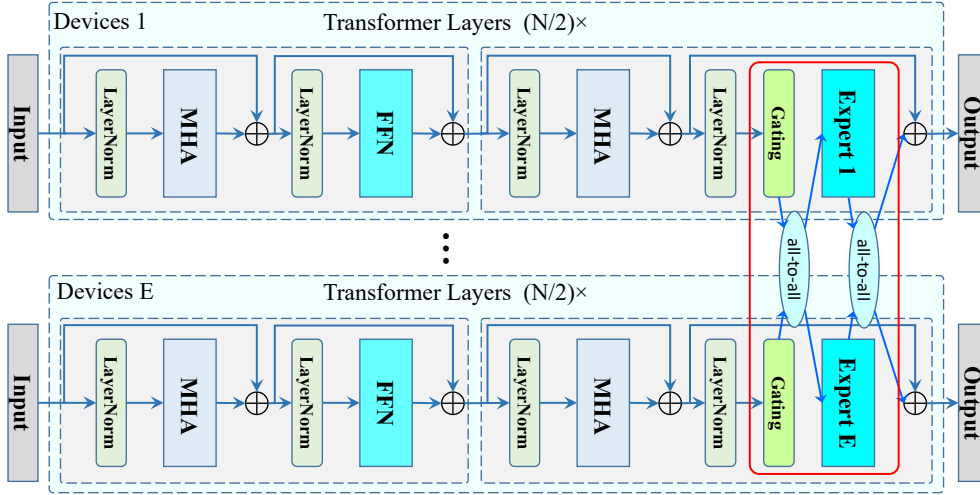 Devices 1
Transformer Layers (N/2)×
Input
LayerNorm
MHA
LayerNorm
FFN
LayerNorm
MHA
LayerNorm
Gating
Expert 1
Output
all-to-all
all-to-all
Devices E
Transformer Layers (N/2)×
Input
LayerNorm
MHA
LayerNorm
FFN
LayerNorm
MHA
LayerNorm
Gating
Expert E
Output